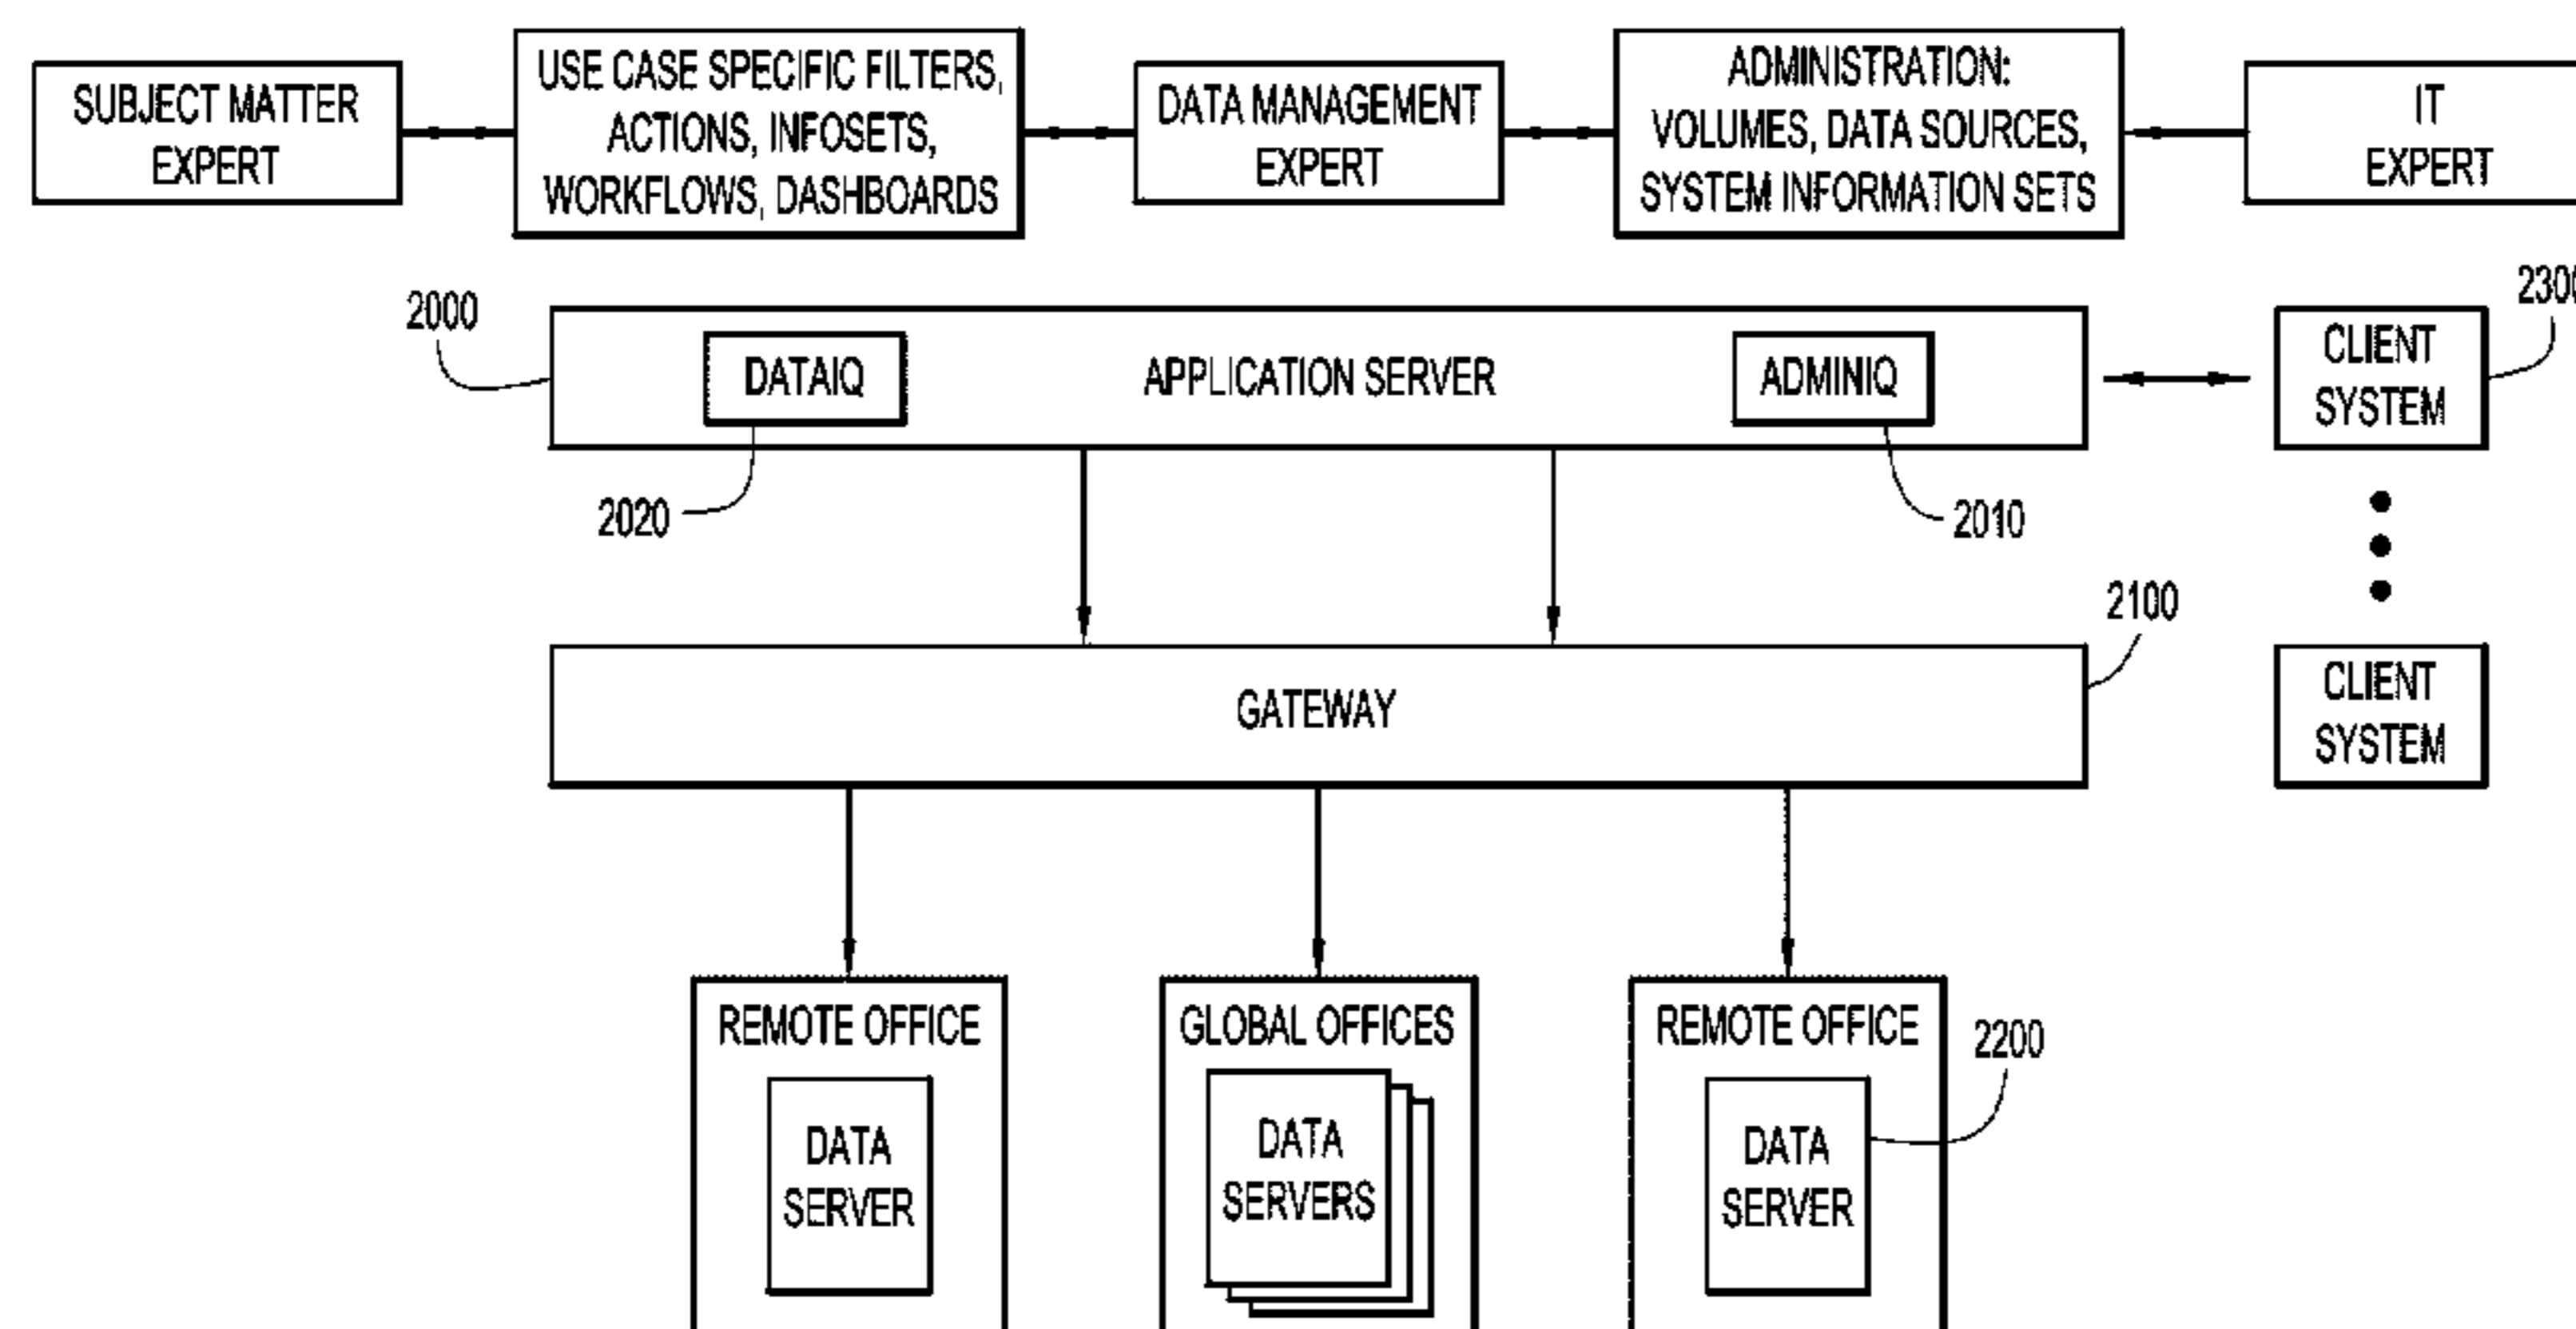 SUBJECT MATTER
EXPERT
USE CASE SPECIFIC FILTERS,
ACTIONS, INFOSETS,
WORKFLOWS, DASHBOARDS
DATA MANAGEMENT
EXPERT
ADMINISTRATION:
VOLUMES, DATA SOURCES,
SYSTEM INFORMATION SETS
IT
EXPERT
2000
DATAIQ
APPLICATION SERVER
ADMINIQ
CLIENT
SYSTEM
2300
2020
2010
2100
GATEWAY
CLIENT
SYSTEM
REMOTE OFFICE
DATA
SERVER
GLOBAL OFFICES
DATA
SERVERS
REMOTE OFFICE
DATA
SERVER
2200